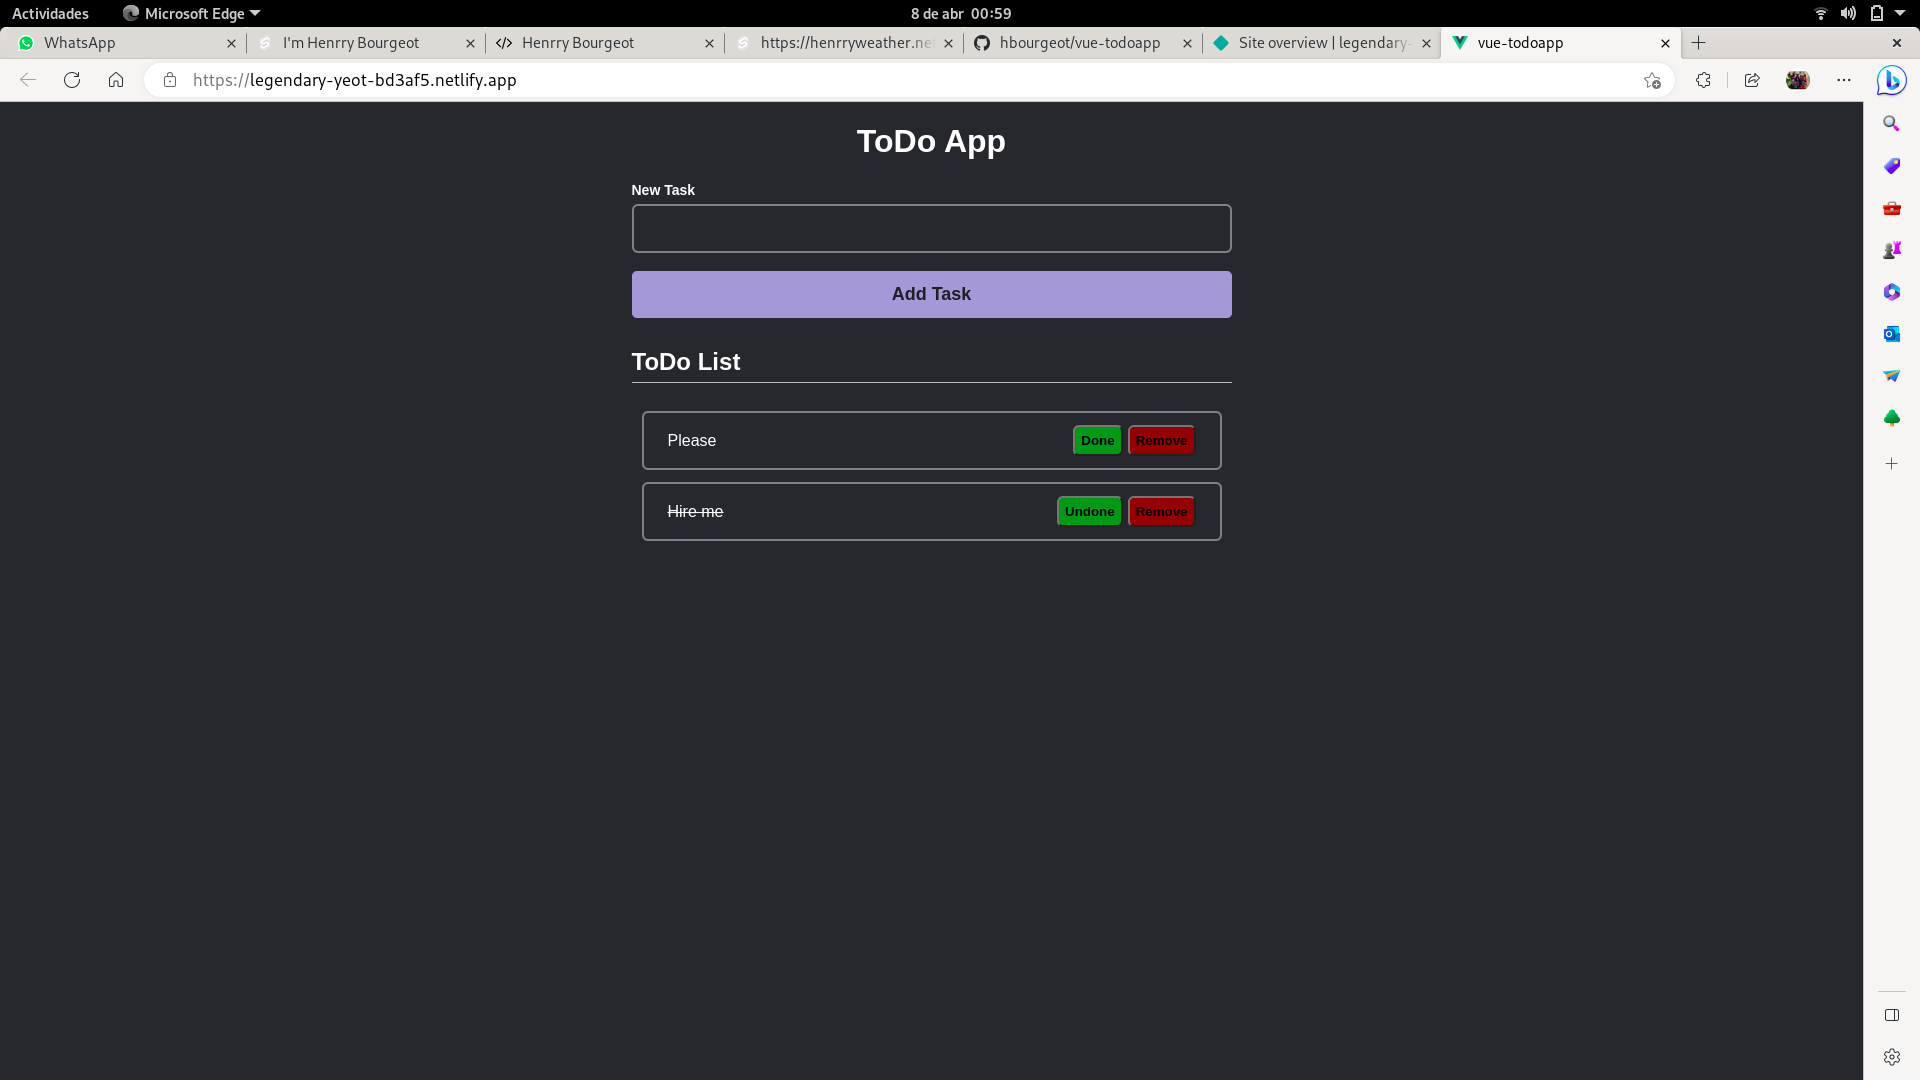 Actividades Microsoft Edge 8 de abr 00:59
WhatsApp I'm Henrry Bourgeot Henrry Bourgeot https://henrryweather.ne hbourgeot/vue-todoapp Site overview | legendary- vue-todoapp
https://legendary-yeot-bd3af5.netlify.app
ToDo App
New Task
Add Task
ToDo List
Please Done Remove
Hire me Undone Remove